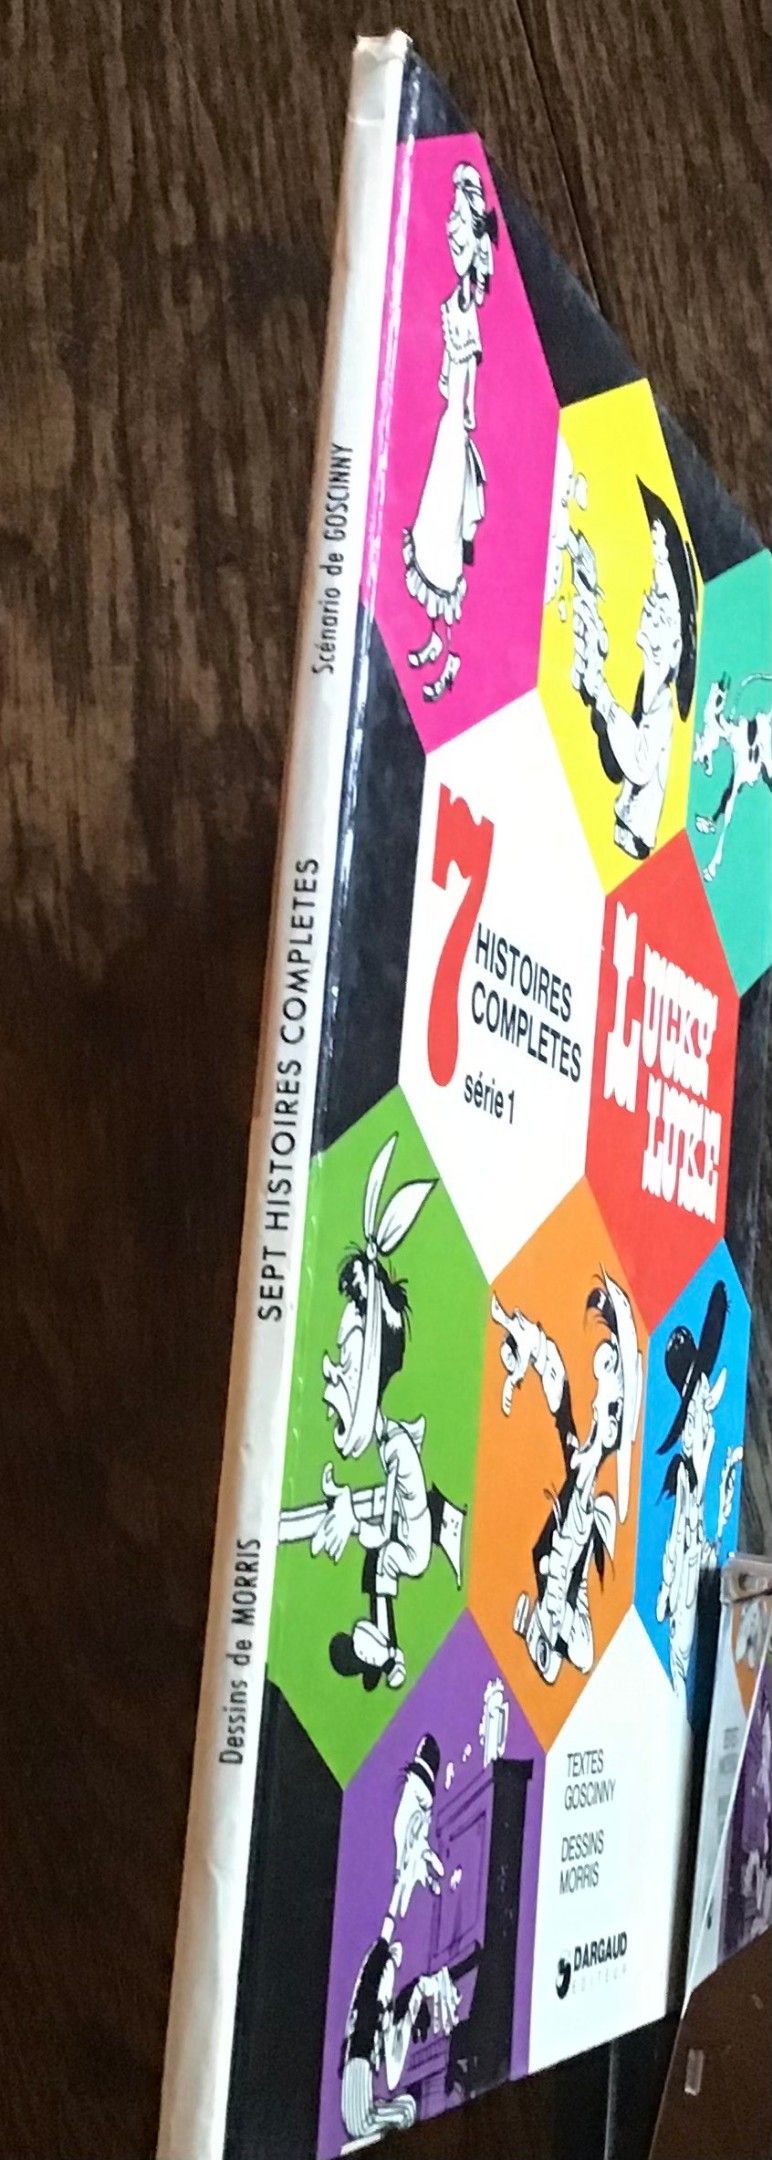 Scénario de GOSCINNY
SEPT HISTOIRES COMPLETES
Dessins de MORRIS
7
HISTOIRES
COMPLETES
série 1
LUCKY
LUKE
TEXTES
GOSCINNY
DESSINS
MORRIS
DARGAUD
EDITEUR